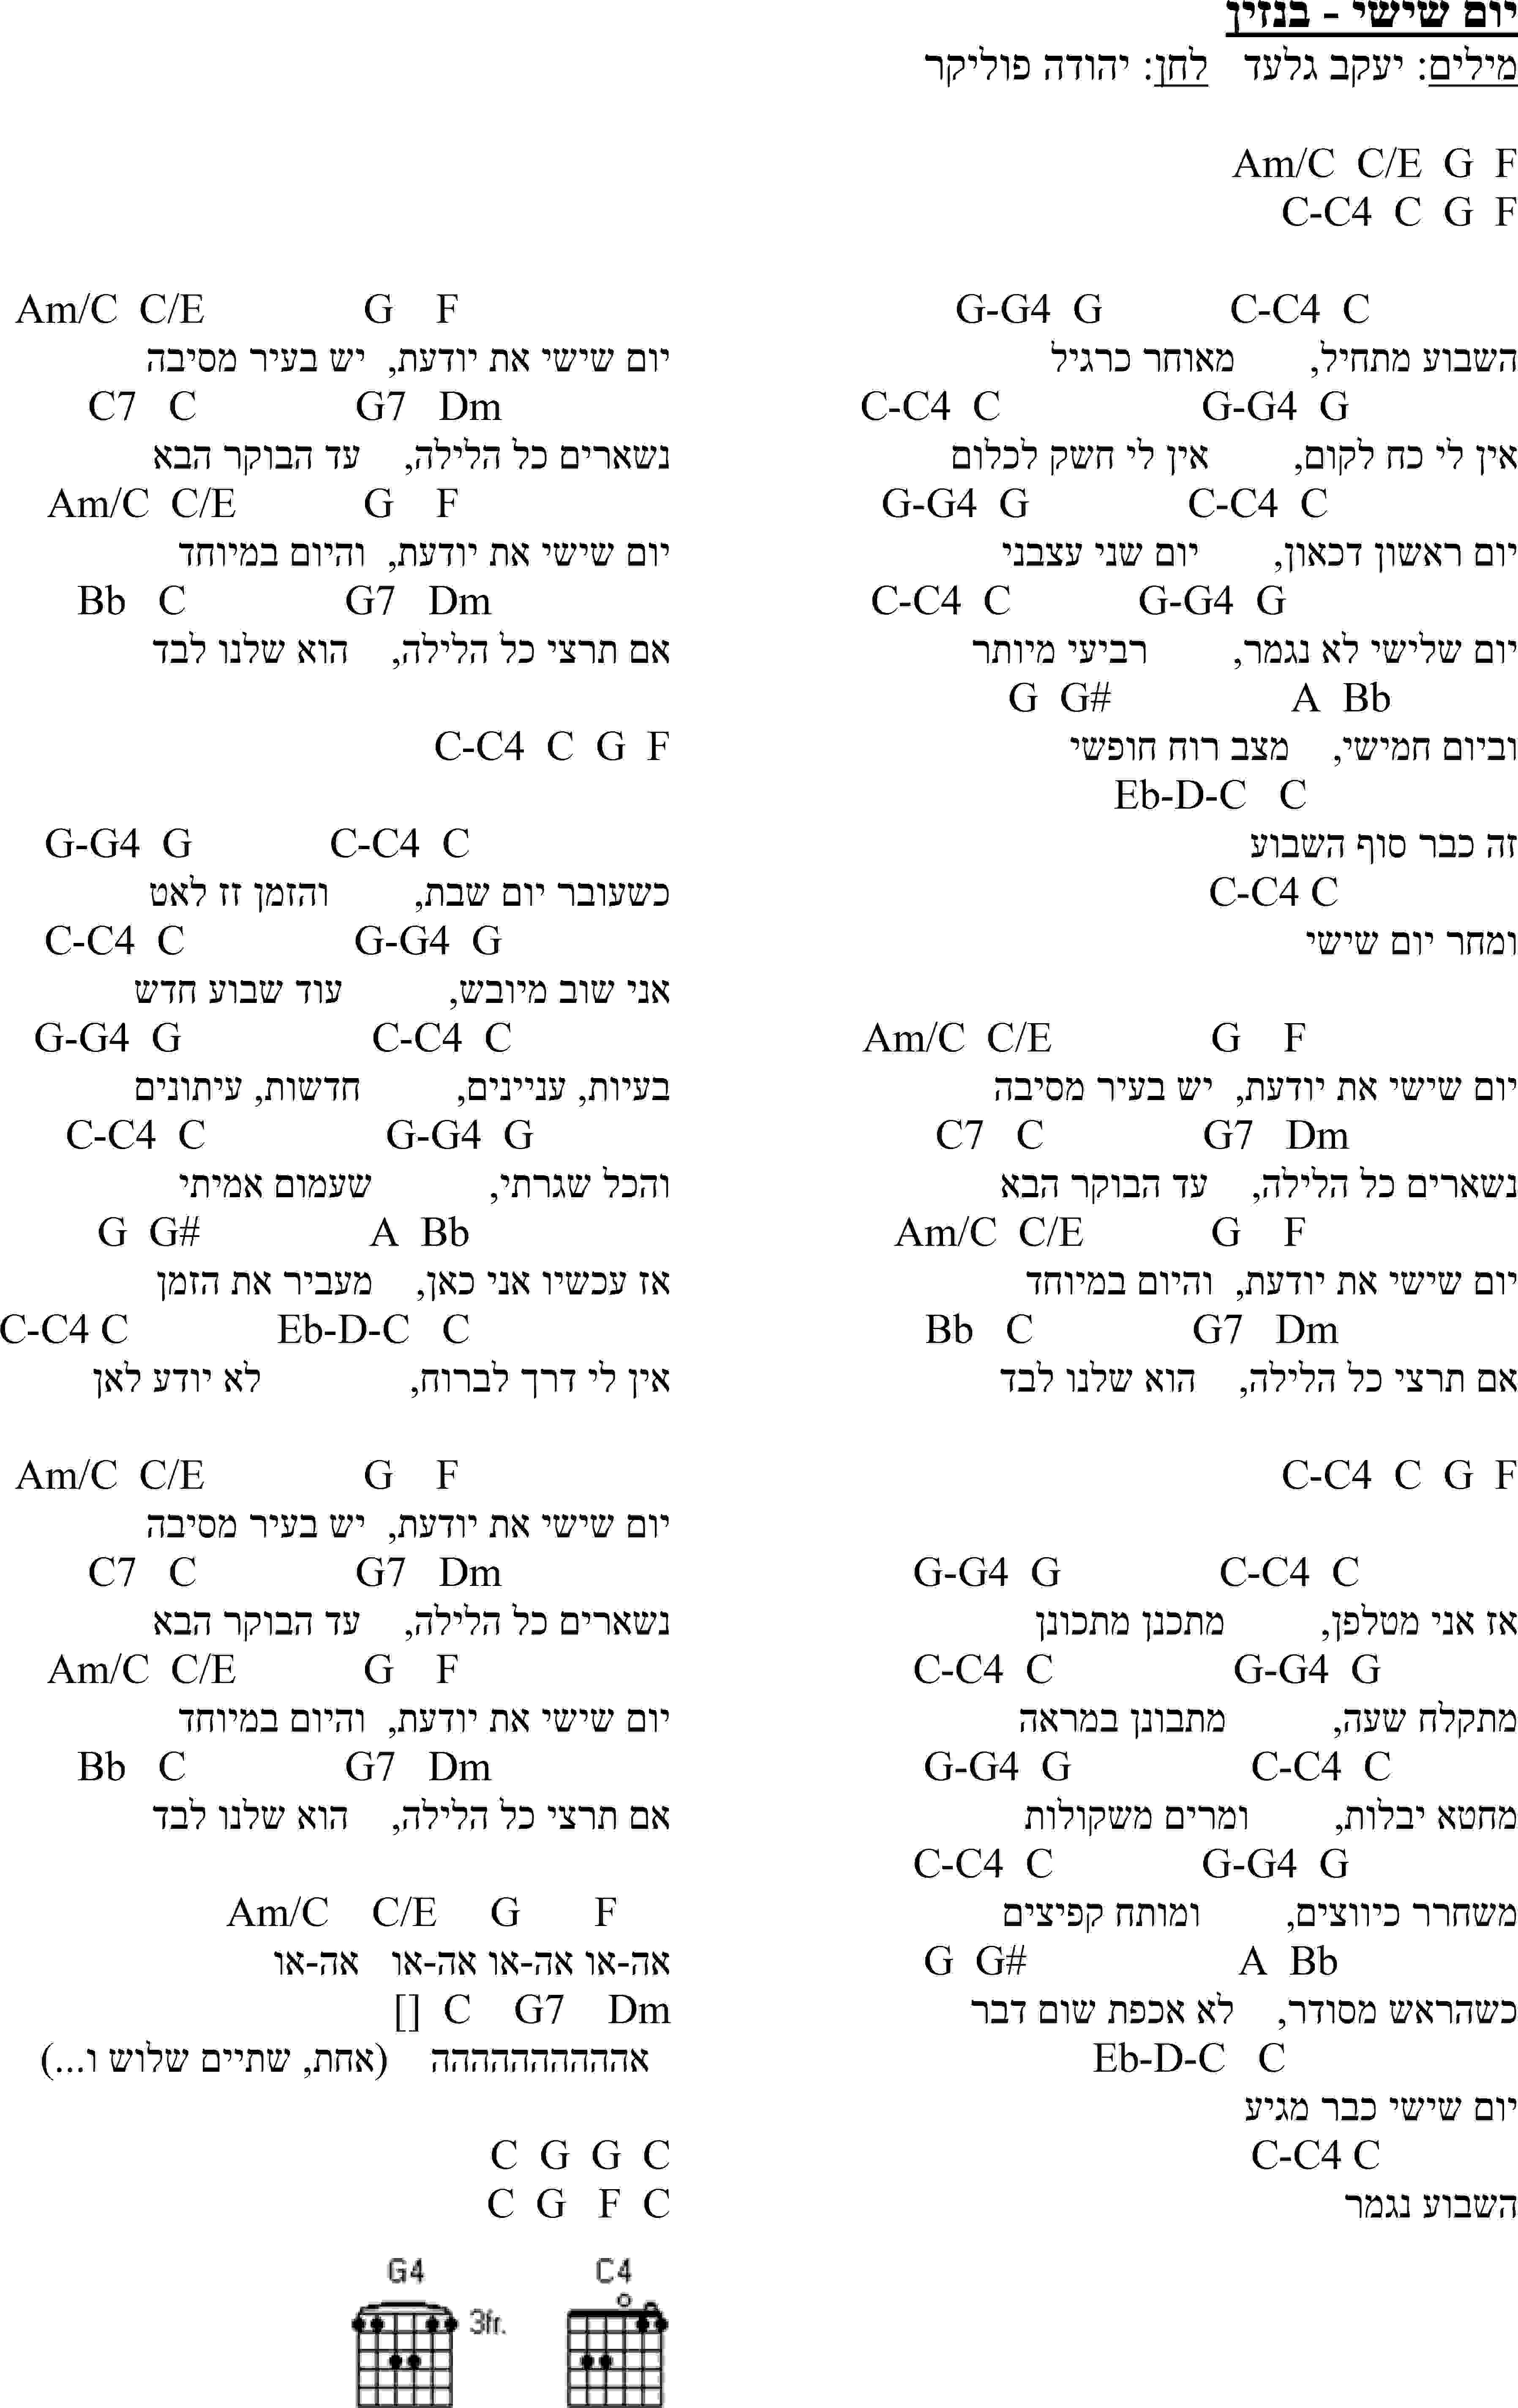 יום שישי - בנזין
מילים: יעקב גלעד   לחן: יהודה פוליקר
Am/C  C/E  G  F
C-C4  C  G  F
G-G4  G   C-C4  C
השבוע מתחיל,   מאוחר כרגיל
C-C4  C   G-G4  G
אין לי כח לקום,   אין לי חשק לכלום
G-G4  G   C-C4  C
יום ראשון דכאון,   יום שני עצבני
C-C4  C   G-G4  G
יום שלישי לא נגמר,   רביעי מיותר
G  G#   A  Bb
וביום חמישי,   מצב רוח חופשי
Eb-D-C   C
זה כבר סוף השבוע
C-C4 C
ומחר יום שישי
Am/C  C/E   G   F
יום שישי את יודעת,  יש בעיר מסיבה
C7   C   G7   Dm
נשארים כל הלילה,   עד הבוקר הבא
Am/C  C/E   G   F
יום שישי את יודעת,  והיום במיוחד
Bb   C   G7   Dm
אם תרצי כל הלילה,   הוא שלנו לבד
C-C4  C  G  F
G-G4  G   C-C4  C
אז אני מטלפן,   מתכנן מתכונן
C-C4  C   G-G4  G
מתקלח שעה,   מתבונן במראה
G-G4  G   C-C4  C
מחטא יבלות,   ומרים משקולות
C-C4  C   G-G4  G
משחרר כיווצים,   ומותח קפיצים
G  G#   A  Bb
כשהראש מסודר,   לא אכפת שום דבר
Eb-D-C   C
יום שישי כבר מגיע
C-C4 C
השבוע נגמר
Am/C  C/E   G   F
יום שישי את יודעת,  יש בעיר מסיבה
C7   C   G7   Dm
נשארים כל הלילה,   עד הבוקר הבא
Am/C  C/E   G   F
יום שישי את יודעת,  והיום במיוחד
Bb   C   G7   Dm
אם תרצי כל הלילה,   הוא שלנו לבד
C-C4  C  G  F
G-G4  G   C-C4  C
כשעובר יום שבת,   והזמן זז לאט
C-C4  C   G-G4  G
אני שוב מיובש,   עוד שבוע חדש
G-G4  G   C-C4  C
בעיות, עניינים,   חדשות, עיתונים
C-C4  C   G-G4  G
והכל שגרתי,   שעמום אמיתי
G  G#   A  Bb
אז עכשיו אני כאן,   מעביר את הזמן
C-C4 C   Eb-D-C   C
אין לי דרך לברוח,   לא יודע לאן
Am/C  C/E   G   F
יום שישי את יודעת,  יש בעיר מסיבה
C7   C   G7   Dm
נשארים כל הלילה,   עד הבוקר הבא
Am/C  C/E   G   F
יום שישי את יודעת,  והיום במיוחד
Bb   C   G7   Dm
אם תרצי כל הלילה,   הוא שלנו לבד
Am/C   C/E   G   F
אה-או אה-או אה-או   אה-או
[]  C   G7   Dm
אההההההההההה   (אחת, שתיים שלוש ו...)
C  G  G  C
C  G  F  C
G4   C4
3fr.